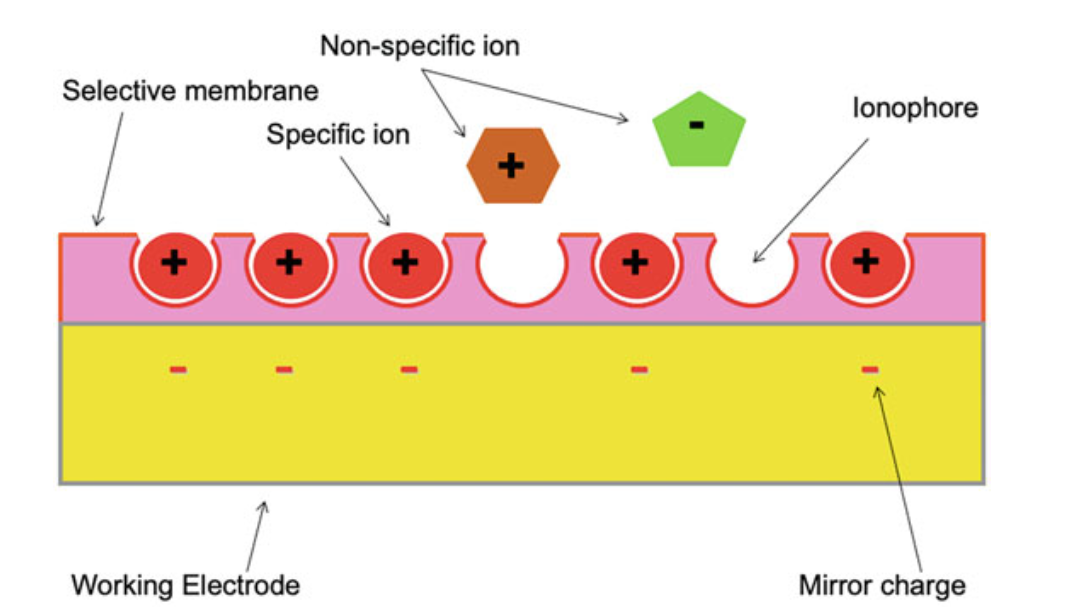 Non-specific ion
Selective membrane
Ionophore
Specific ion
+
-
+
+
+
+
+
-
-
-
-
-
Working Electrode
Mirror charge